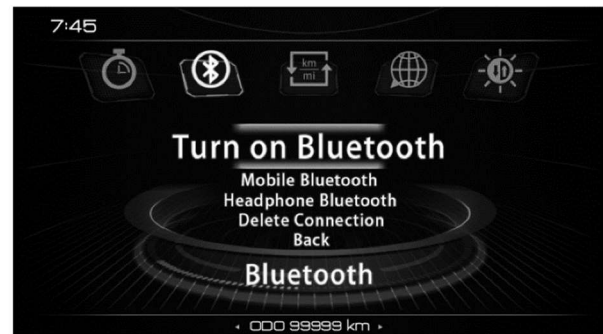 7:45
km
mi
Turn on Bluetooth
Mobile Bluetooth
Headphone Bluetooth
Delete Connection
Back
Bluetooth
ODO 99999 km